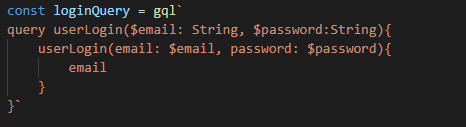 const loginQuery = gql`
query userLogin($email: String, $password:String){
    userLogin(email: $email, password: $password){
        email
    }
}`